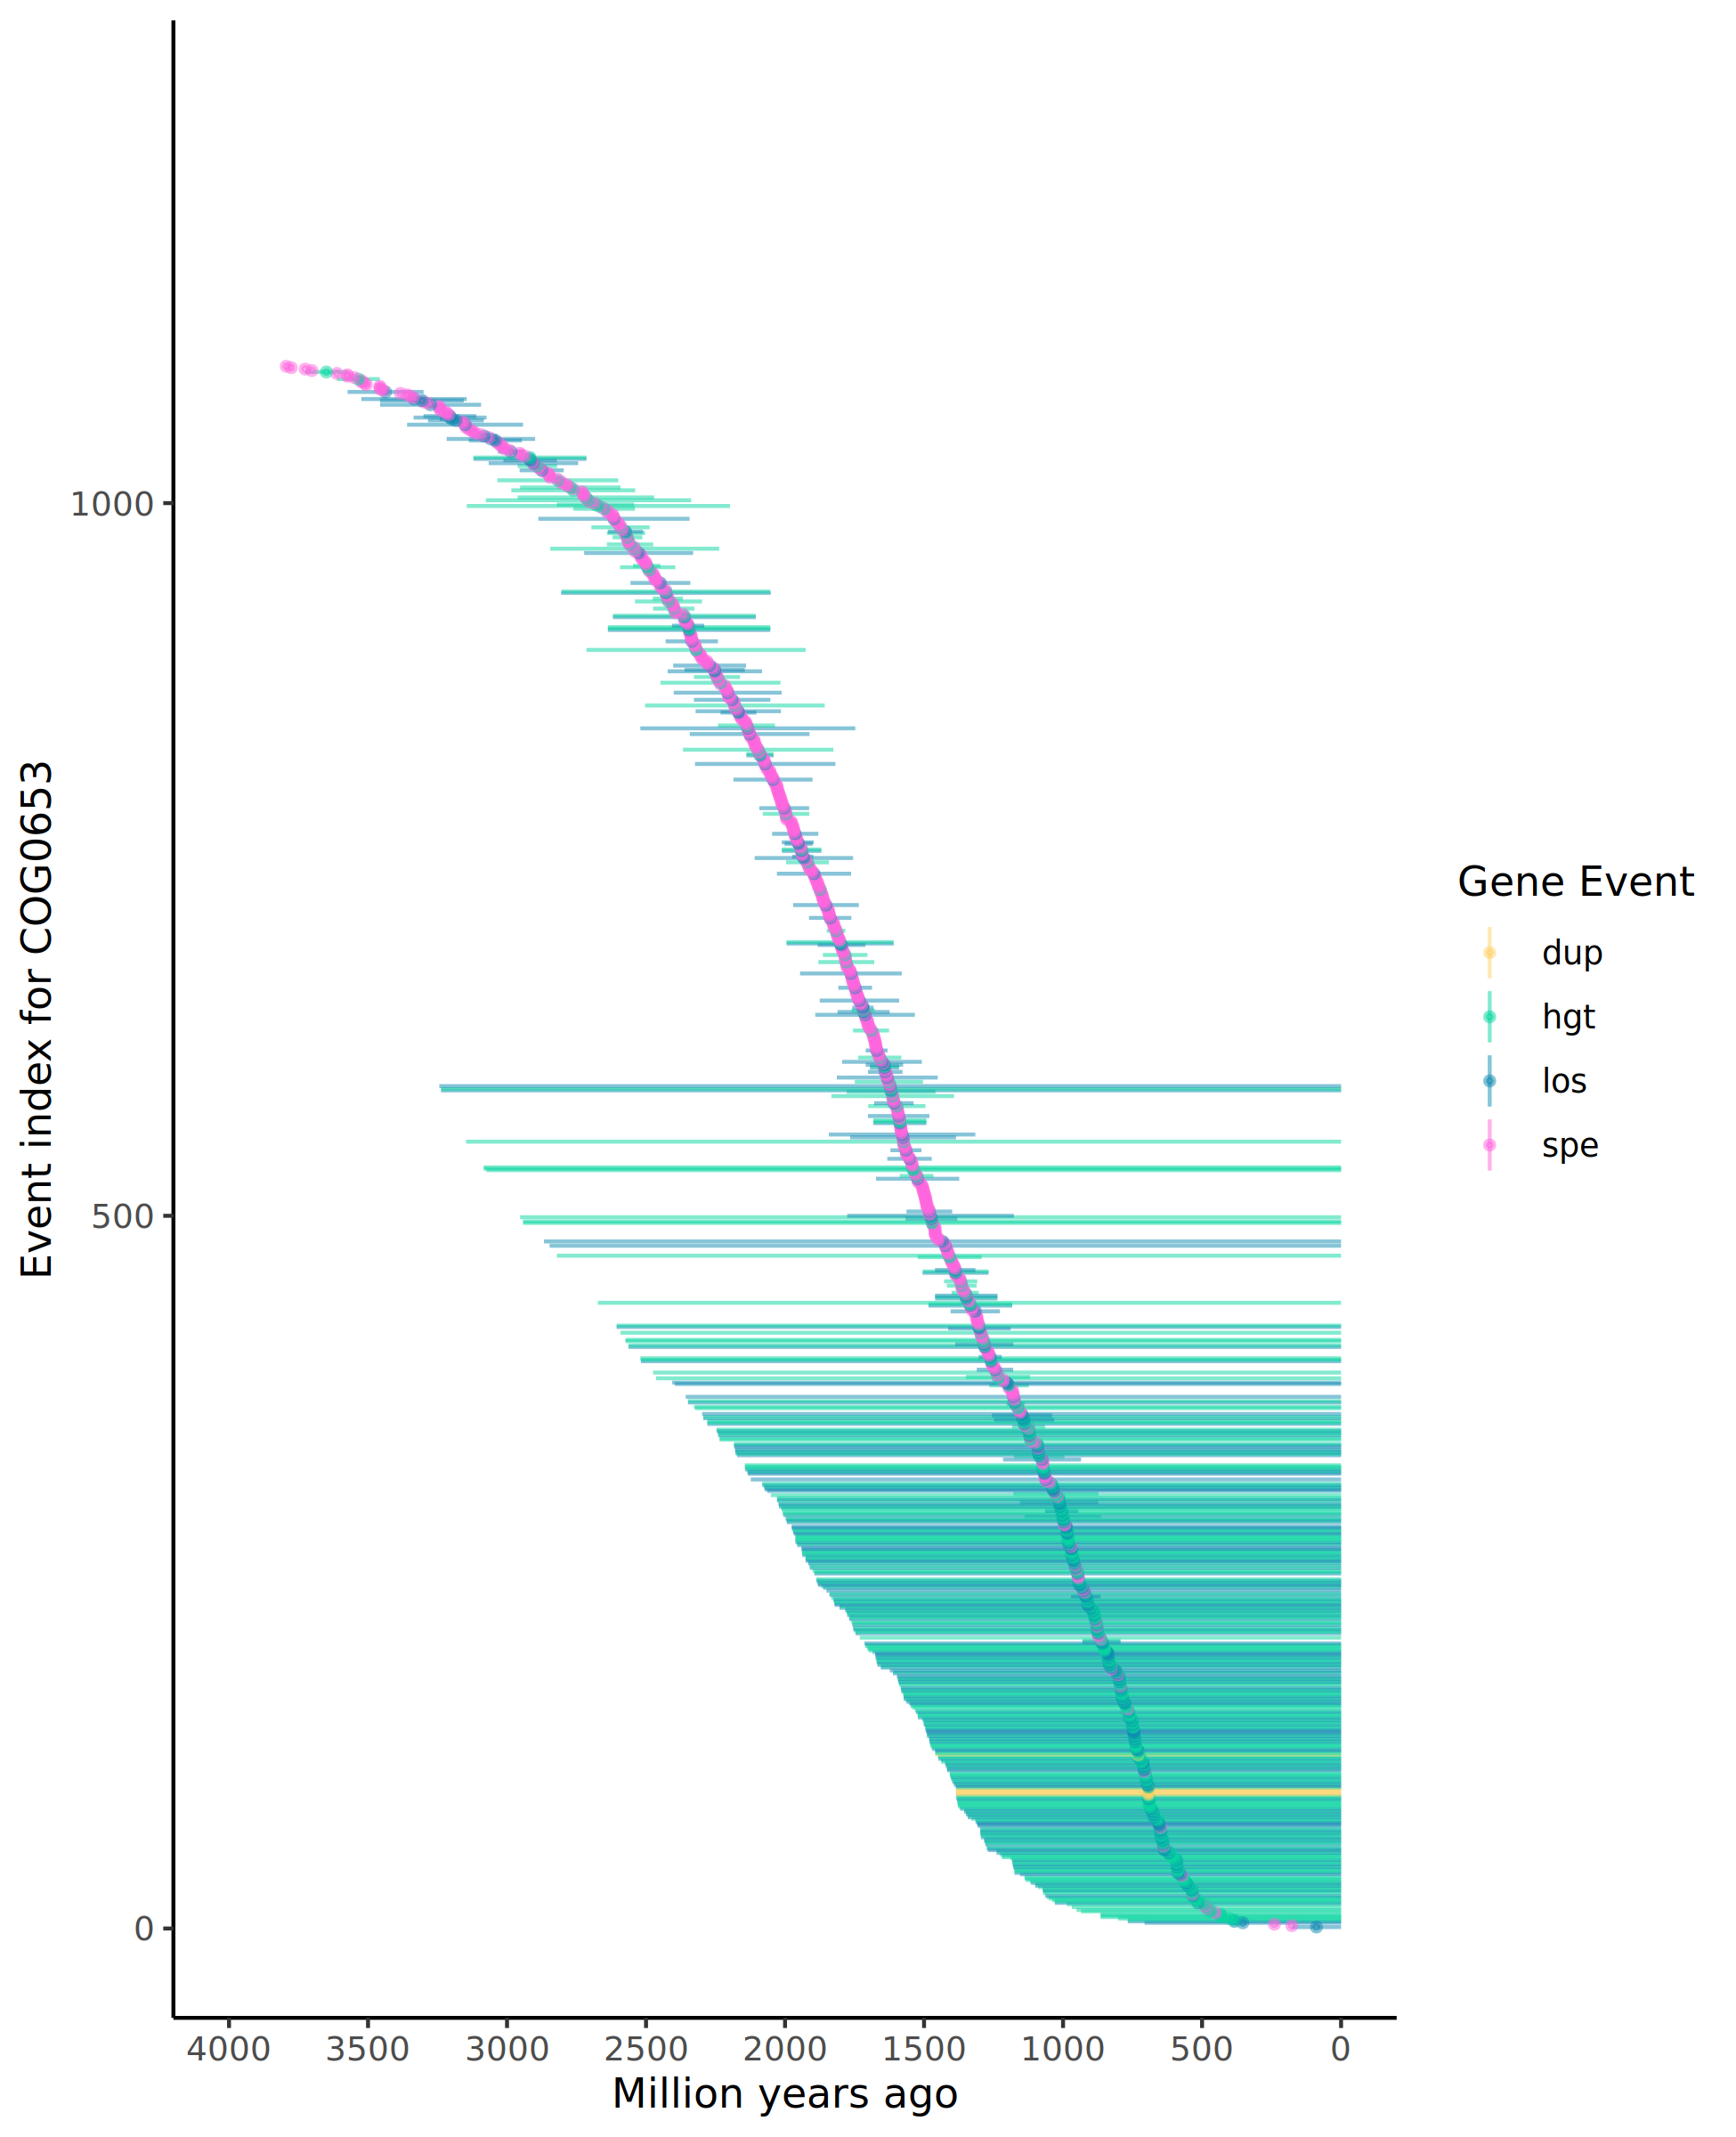 Event index for COG0653
1000
500
0
4000 3500 3000 2500 2000 1500 1000 500 0
Million years ago
Gene Event
dup
hgt
los
spe